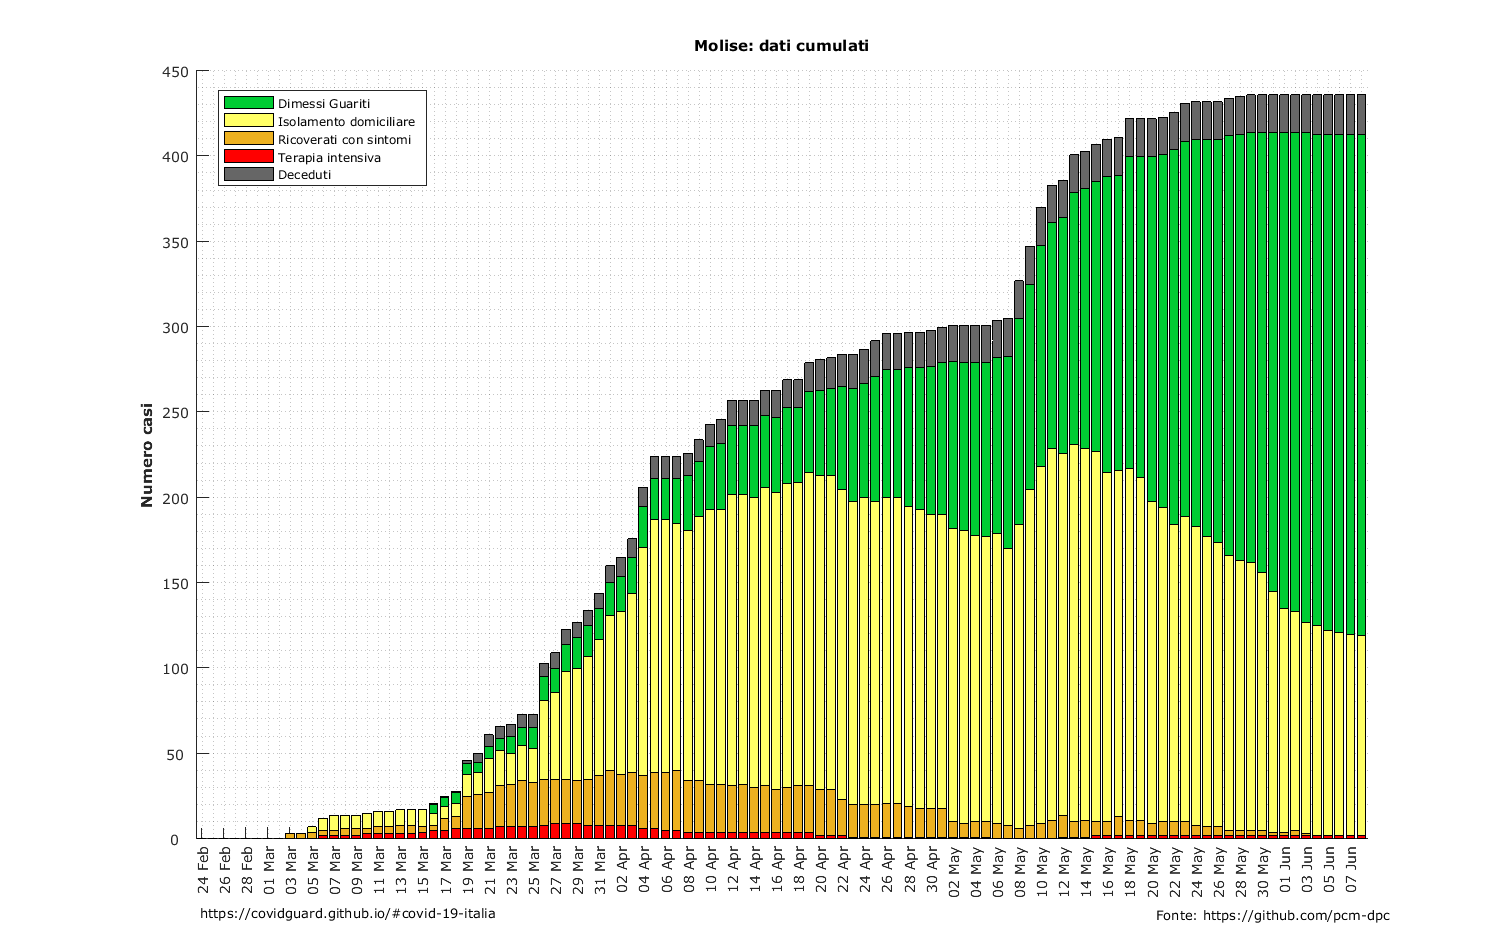 Molise: dati cumulati
450
400
350
300
250
200
150
100
50
0
Numero casi
Dimessi Guariti
Isolamento domiciliare
Ricoverati con sintomi
Terapia intensiva
Deceduti
24 Feb
26 Feb
28 Feb
01 Mar
03 Mar
05 Mar
07 Mar
09 Mar
11 Mar
13 Mar
15 Mar
17 Mar
19 Mar
21 Mar
23 Mar
25 Mar
27 Mar
29 Mar
31 Mar
02 Apr
04 Apr
06 Apr
08 Apr
10 Apr
12 Apr
14 Apr
16 Apr
18 Apr
20 Apr
22 Apr
24 Apr
26 Apr
28 Apr
30 Apr
02 May
04 May
06 May
08 May
10 May
12 May
14 May
16 May
18 May
20 May
22 May
24 May
26 May
28 May
30 May
01 Jun
03 Jun
05 Jun
07 Jun
https://covidguard.github.io/#covid-19-italia
Fonte: https://github.com/pcm-dpc